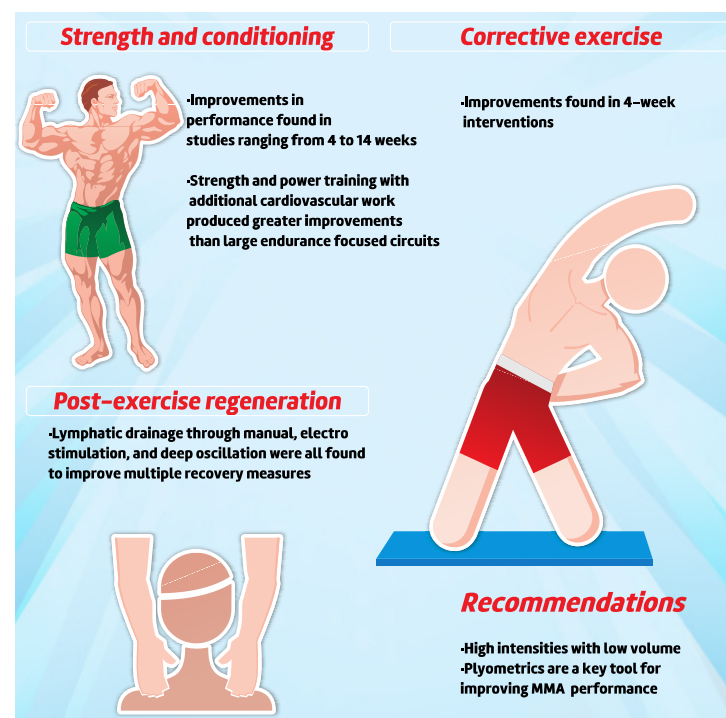 Strength and conditioning
·Improvements in
performance found in
studies ranging from 4 to 14 weeks
·Strength and power training with
additional cardiovascular work
produced greater improvements
than large endurance focused circuits
Corrective exercise
·Improvements found in 4-week
interventions
Post-exercise regeneration
·Lymphatic drainage through manual, electro
stimulation, and deep oscillation were all found
to improve multiple recovery measures
Recommendations
·High intensities with low volume
·Plyometrics are a key tool for
improving MMA performance